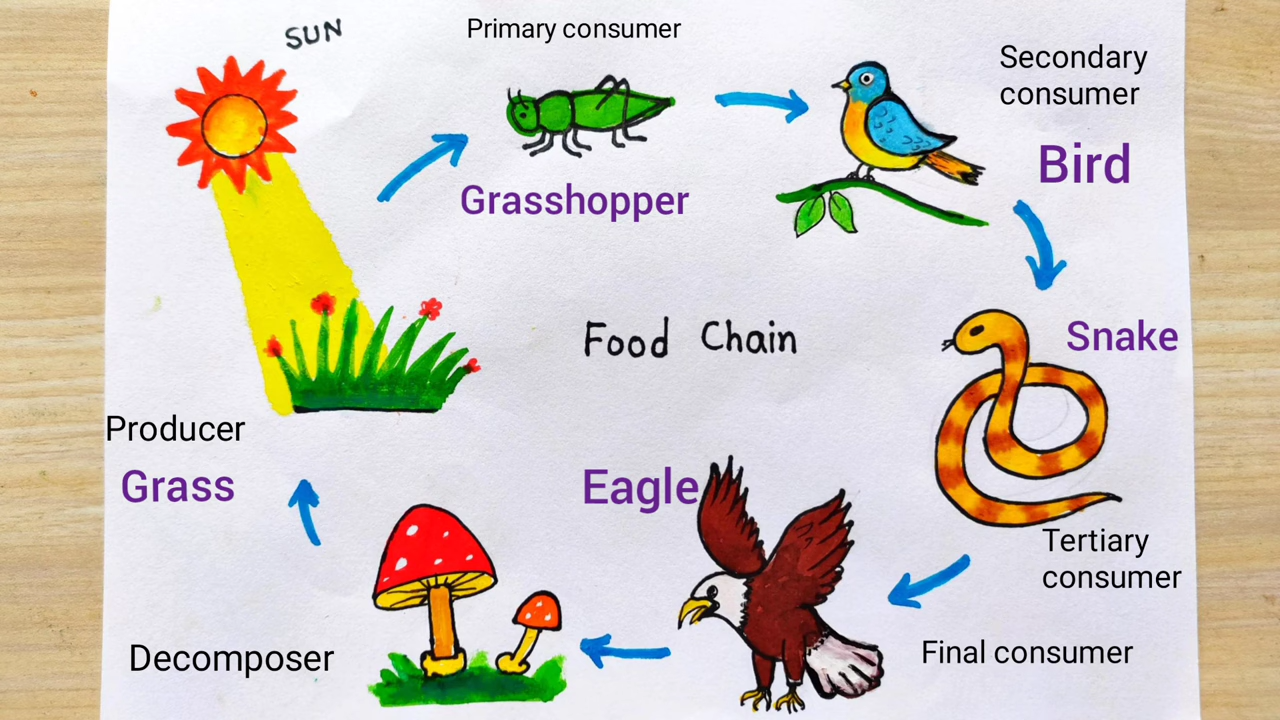 SUN
Primary consumer
Grasshopper
Secondary
consumer
Bird
Food Chain
Snake
Tertiary
consumer
Producer
Grass
Eagle
Final consumer
Decomposer